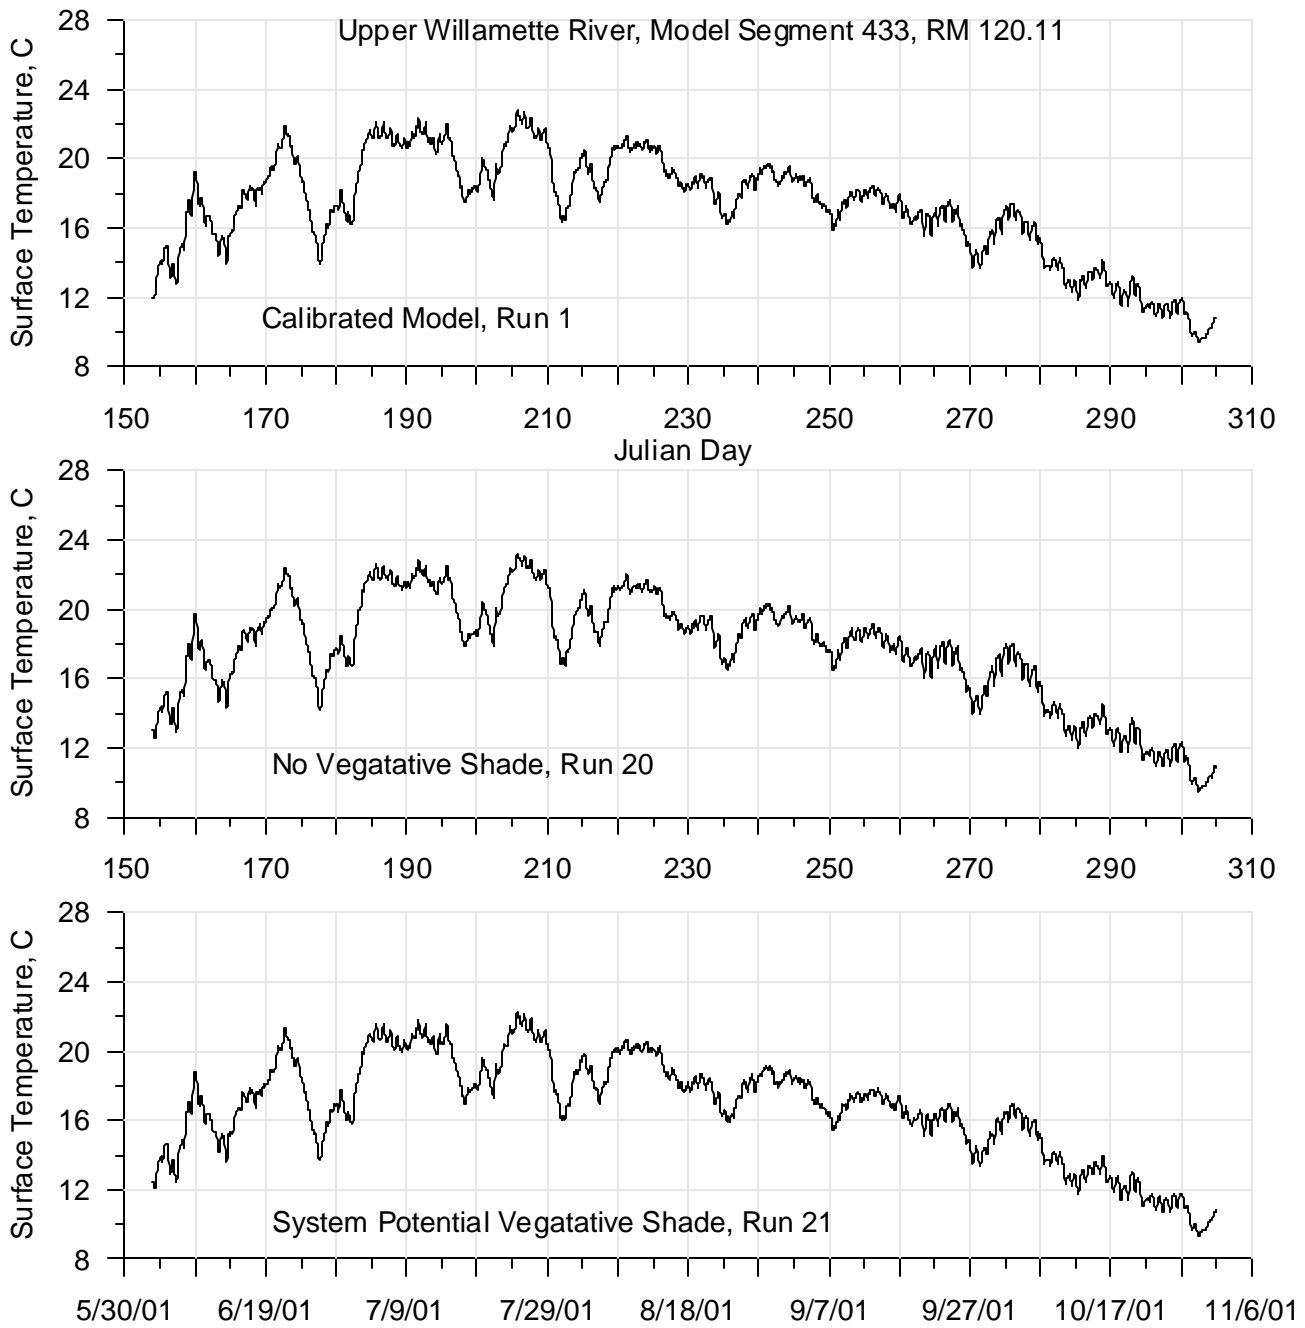 Upper Willamette River, Model Segment 433, RM 120.11
28
24
20
16
12
8
Surface Temperature, C
Calibrated Model, Run 1
150 170 190 210 230 250 270 290 310
Julian Day
28
24
20
16
12
8
Surface Temperature, C
No Vegatative Shade, Run 20
150 170 190 210 230 250 270 290 310
28
24
20
16
12
8
Surface Temperature, C
System Potential Vegatative Shade, Run 21
5/30/01 6/19/01 7/9/01 7/29/01 8/18/01 9/7/01 9/27/01 10/17/01 11/6/01